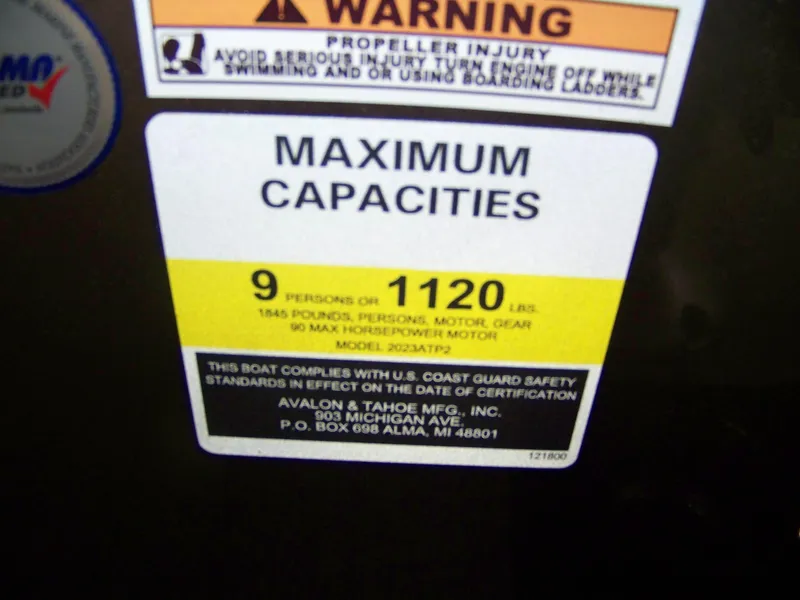 WARNING
PROPELLER INJURY
AVOID SERIOUS INJURY TURN ENGINE OFF WHILE
SWIMMING AND OR USING BOARDING LADDERS.
MAXIMUM
CAPACITIES
9 PERSONS OR 1120 LBS.
1845 POUNDS, PERSONS, MOTOR, GEAR
90 MAX HORSEPOWER MOTOR
MODEL 2023ATP2
THIS BOAT COMPLIES WITH U.S. COAST GUARD SAFETY
STANDARDS IN EFFECT ON THE DATE OF CERTIFICATION
AVALON & TAHOE MFG., INC.
903 MICHIGAN AVE.
P.O. BOX 698 ALMA, MI 48801
121800